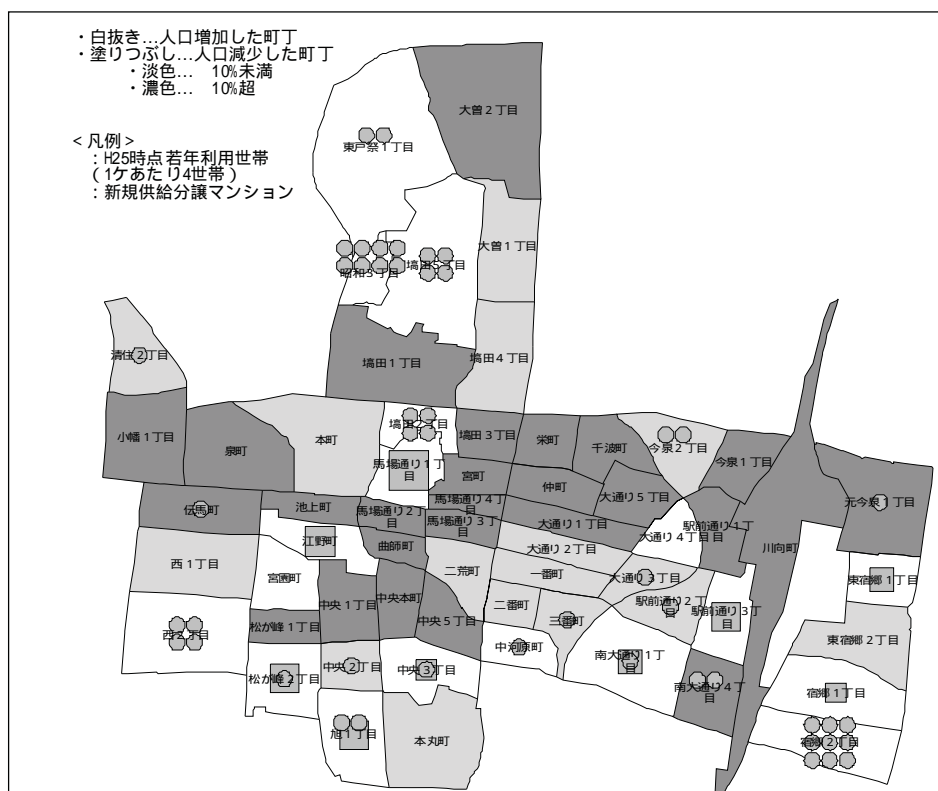 ・白抜き…人口増加した町丁
・塗りつぶし…人口減少した町丁
・淡色… 10%未満
・濃色… 10%超
＜凡例＞
：H25時点若年利用世帯
（1ケあたり4世帯）
：新規供給分譲マンション
大曽２丁目
東戸祭１丁目
大曽１丁目
昭和３丁目
塙田５丁目
清住２丁目
塙田１丁目
塙田４丁目
小幡１丁目
泉町
本町
塙田２丁目
塙田３丁目
栄町
千波町
今泉２丁目
今泉１丁目
馬場通り１丁
目
宮町
仲町
大通り５丁目
元今泉１丁目
伝馬町
池上町
馬場通り２丁
目
馬場通り４丁
目
馬場通り３丁
目
大通り１丁目
大通り４丁目
駅前通り１丁
目
川向町
江野町
曲師町
大通り２丁目
西１丁目
宮園町
二荒町
一番町
大通り３丁目
東宿郷１丁目
中央１丁目
中央本町
二番町
三番町
駅前通り２丁
目
駅前通り３丁
目
松が峰１丁目
中央５丁目
西２丁目
中河原町
東宿郷２丁目
松が峰２丁目
中央２丁目
中央３丁目
南大通り１丁
目
南大通り４丁
目
宿郷１丁目
旭１丁目
本丸町
宿郷２丁目